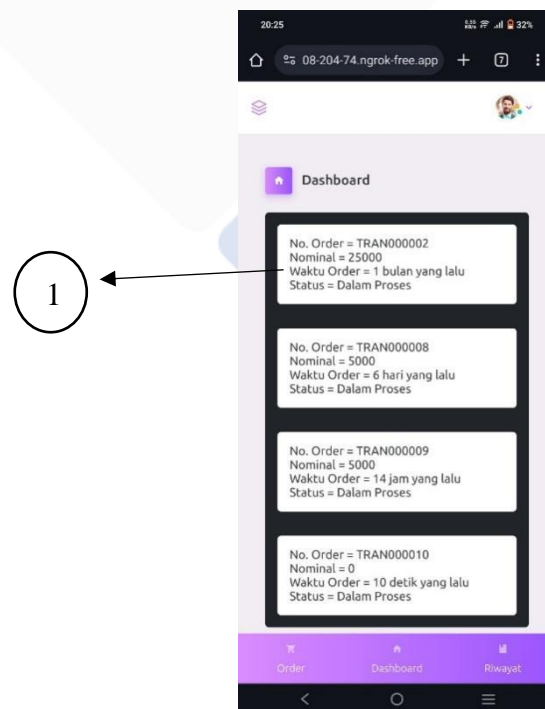 20:25
32%
08-204-74.ngrok-free.app
7
Dashboard
No. Order = TRAN000002
Nominal = 25000
Waktu Order = 1 bulan yang lalu
Status = Dalam Proses
1
No. Order = TRAN000008
Nominal = 5000
Waktu Order = 6 hari yang lalu
Status = Dalam Proses
No. Order = TRAN000009
Nominal = 5000
Waktu Order = 14 jam yang lalu
Status = Dalam Proses
No. Order = TRAN000010
Nominal = 0
Waktu Order = 10 detik yang lalu
Status = Dalam Proses
Order
Dashboard
Riwayat